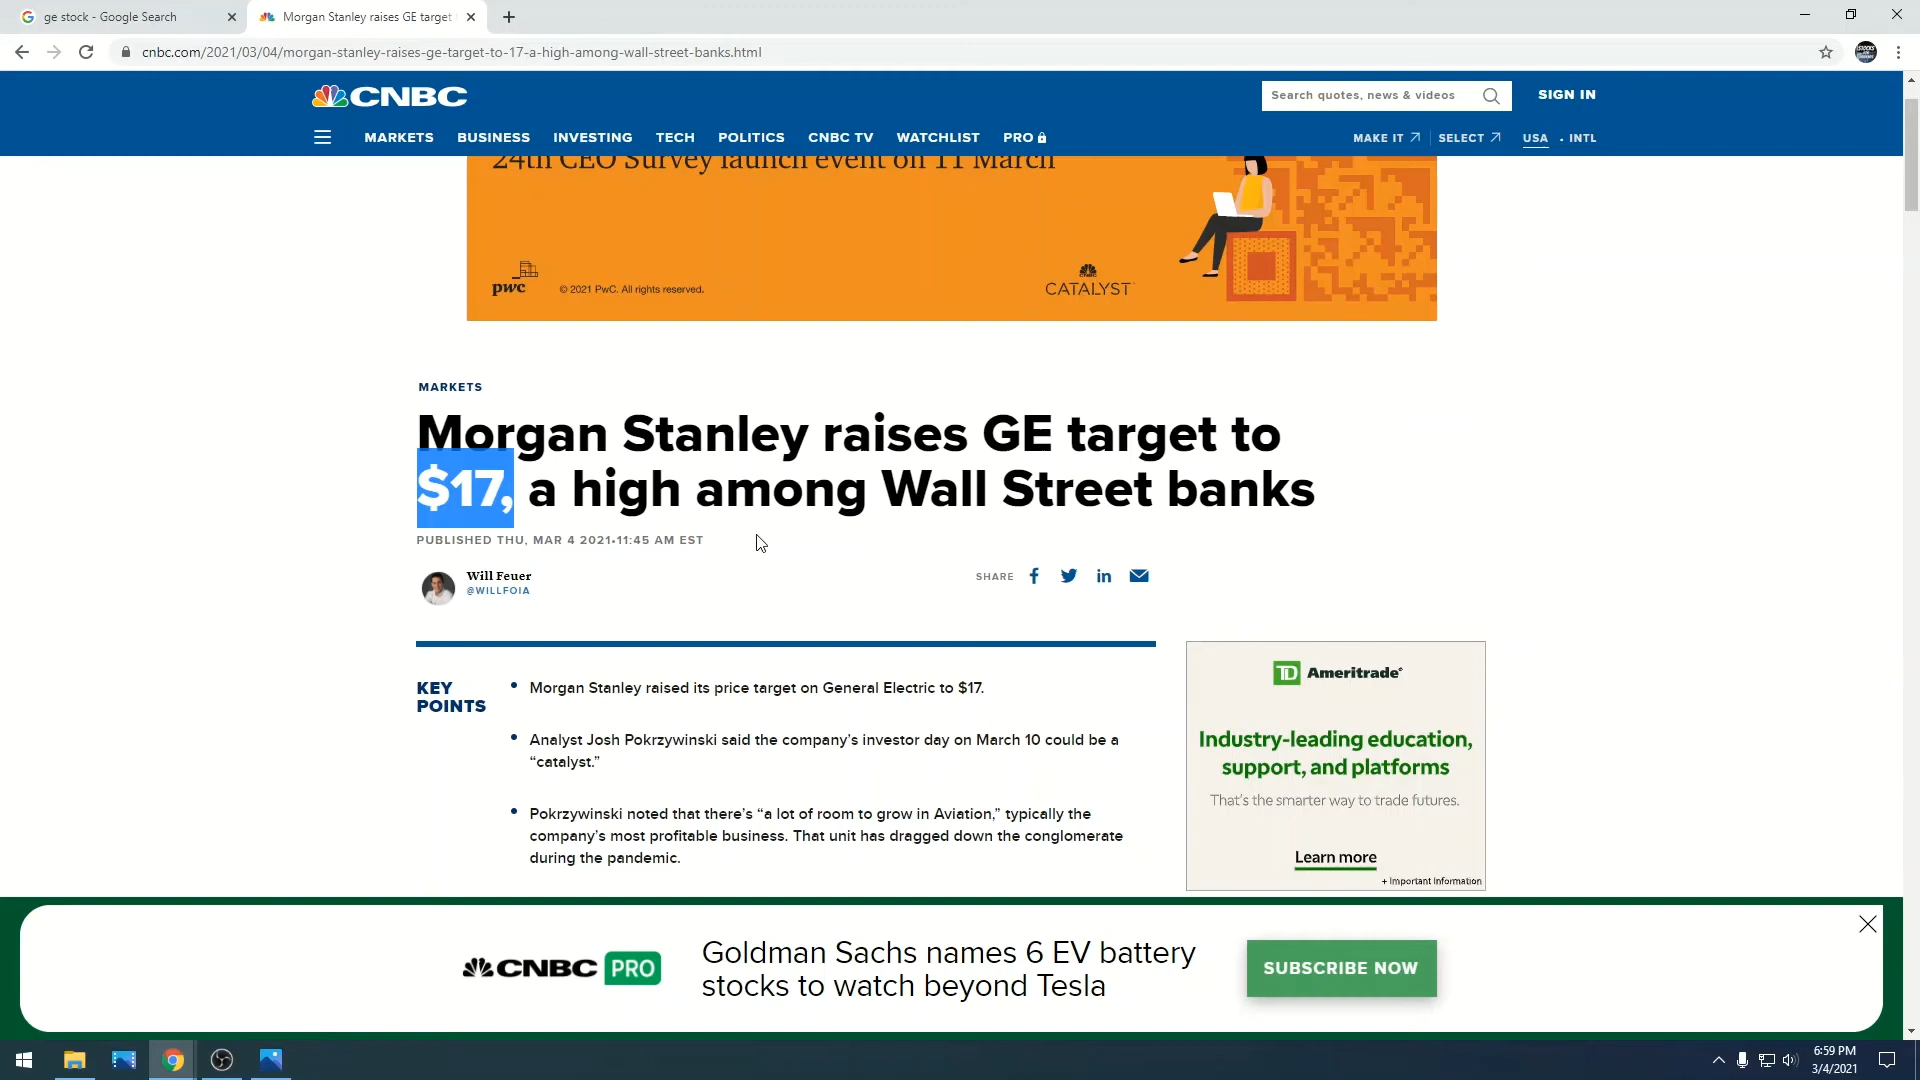 ge stock - Google Search
Morgan Stanley raises GE target
cnbc.com/2021/03/04/morgan-stanley-raises-ge-target-to-17-a-high-among-wall-street-banks.html
CNBC
Search quotes, news & videos
SIGN IN
MARKETS BUSINESS INVESTING TECH POLITICS CNBC TV WATCHLIST PRO
MAKE IT SELECT USA • INTL
24th CEO Survey launch event on 11 March
pwc
© 2021 PwC. All rights reserved.
CNBC
CATALYST
MARKETS
Morgan Stanley raises GE target to
$17, a high among Wall Street banks
PUBLISHED THU, MAR 4 2021•11:45 AM EST
Will Feuer
@WILLFOIA
SHARE
KEY
POINTS
• Morgan Stanley raised its price target on General Electric to $17.
• Analyst Josh Pokrzywinski said the company’s investor day on March 10 could be a
“catalyst.”
• Pokrzywinski noted that there’s “a lot of room to grow in Aviation,” typically the
company’s most profitable business. That unit has dragged down the conglomerate
during the pandemic.
TD Ameritrade
Industry-leading education,
support, and platforms
That's the smarter way to trade futures.
Learn more
+ Important Information
CNBC PRO
Goldman Sachs names 6 EV battery
stocks to watch beyond Tesla
SUBSCRIBE NOW
6:59 PM
3/4/2021